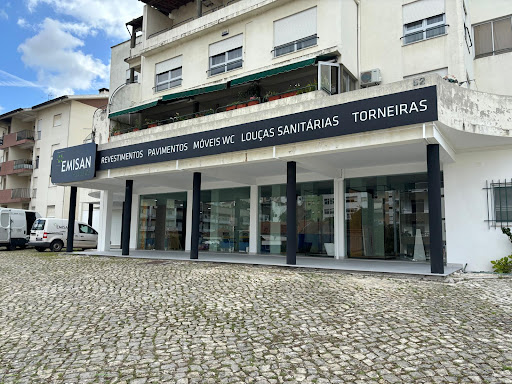 EMISAN
REVESTIMENTOS PAVIMENTOS MÓVEIS WC LOUÇAS SANITÁRIAS TORNEIRAS